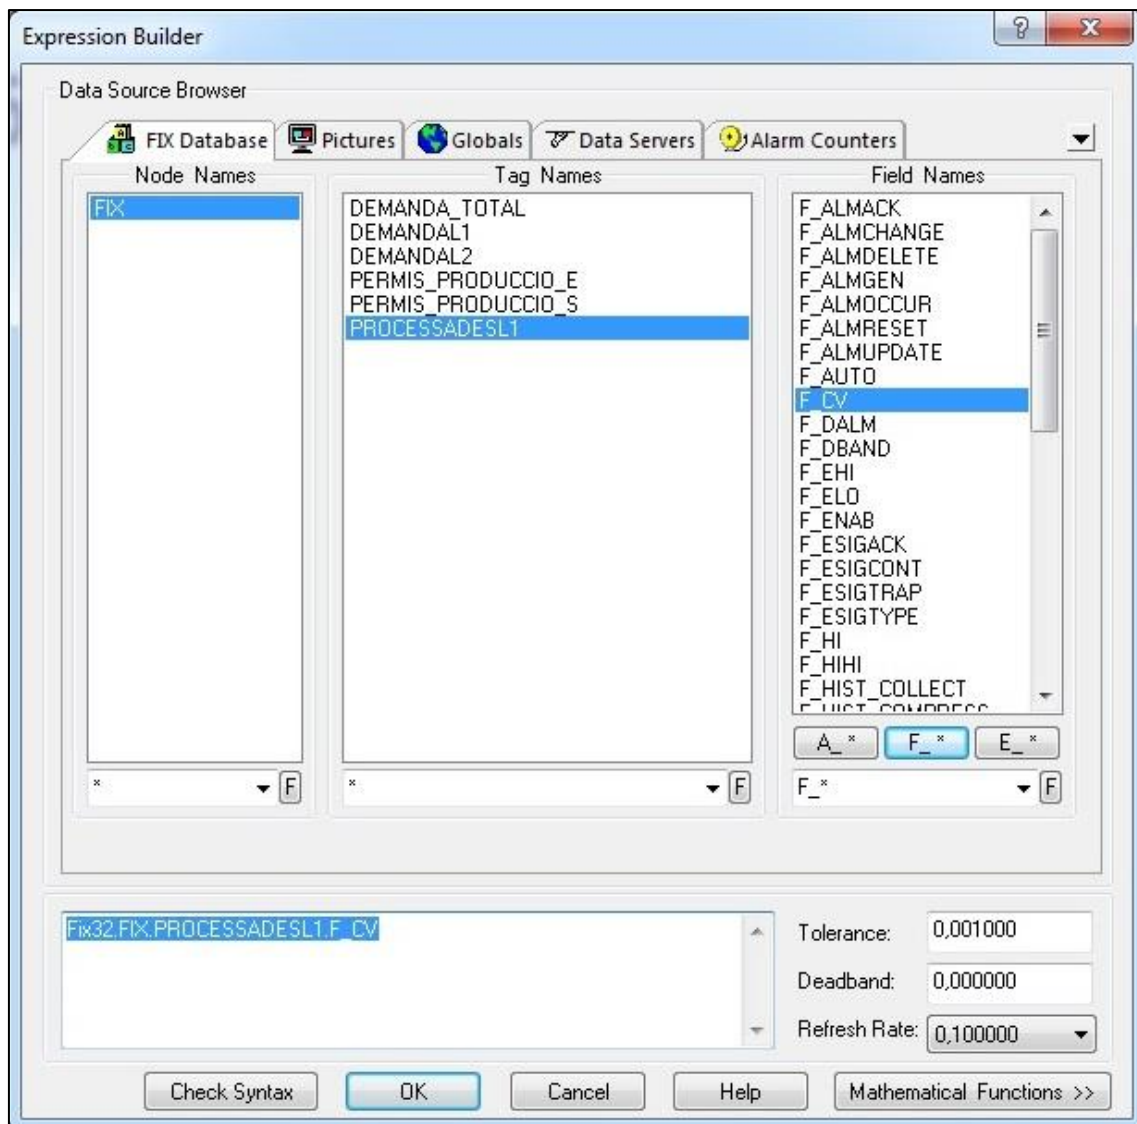 Expression Builder
Data Source Browser
FIX Database Pictures Globals Data Servers Alarm Counters
Node Names
FIX
* F
Tag Names
DEMANDA_TOTAL
DEMANDAL1
DEMANDAL2
PERMIS_PRODUCCIO_E
PERMIS_PRODUCCIO_S
PROCESSADESL1
* F
Field Names
F_ALMACK
F_ALMCHANGE
F_ALMDELETE
F_ALMGEN
F_ALMOCCUR
F_ALMRESET
F_ALMUPDATE
F_AUTO
F_CV
F_DALM
F_DBAND
F_EHI
F_ELO
F_ENAB
F_ESIGACK
F_ESIGCONT
F_ESIGTRAP
F_ESIGTYPE
F_HI
F_HIHI
F_HIST_COLLECT
F_HIST_COMPRESS
A_* F_* E_*
F_* F
Fix32.FIX.PROCESSADESL1.F_CV
Tolerance: 0,001000
Deadband: 0,000000
Refresh Rate: 0,100000
Check Syntax OK Cancel Help Mathematical Functions >>